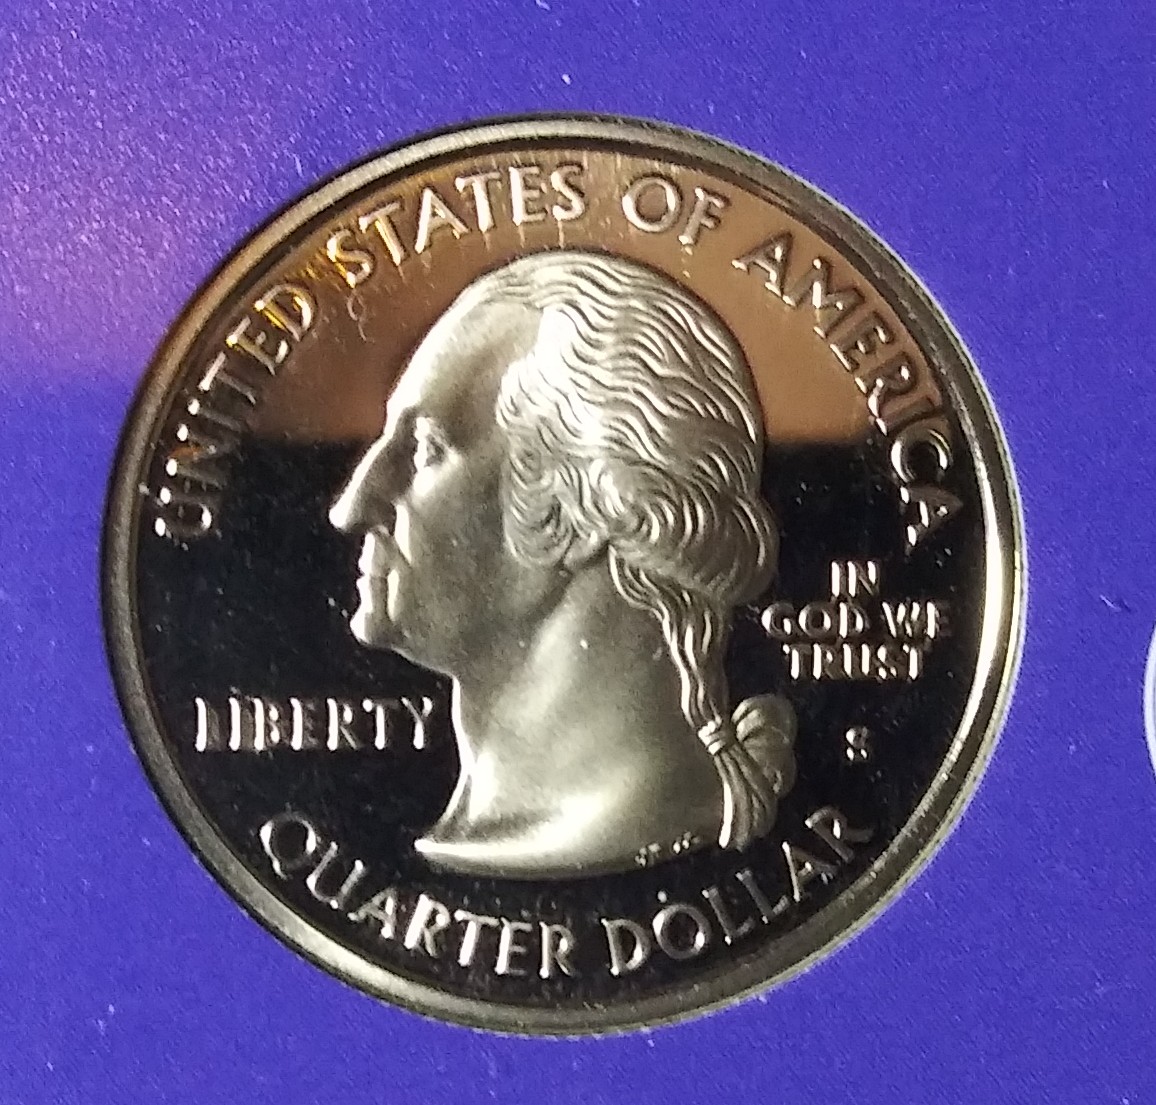 UNITED STATES OF AMERICA
LIBERTY
IN
GOD WE
TRUST
S
QUARTER DOLLAR